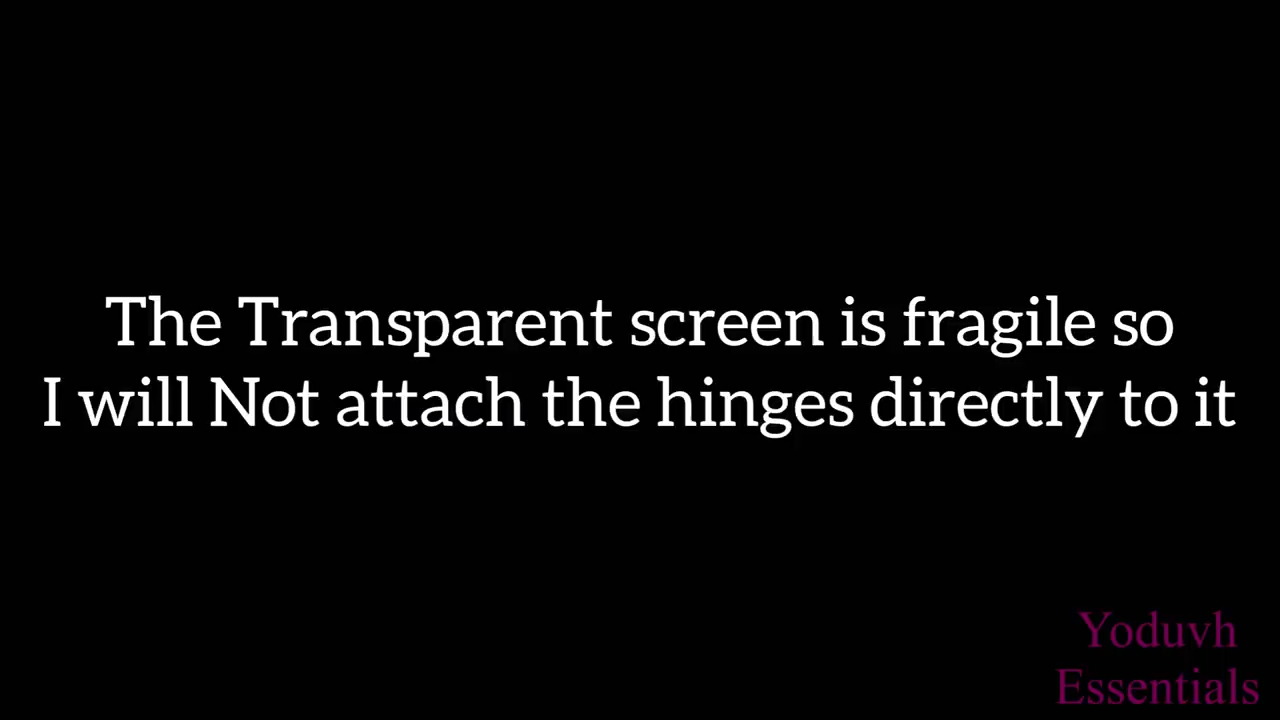 The Transparent screen is fragile so
I will Not attach the hinges directly to it
Yoduvh
Essentials